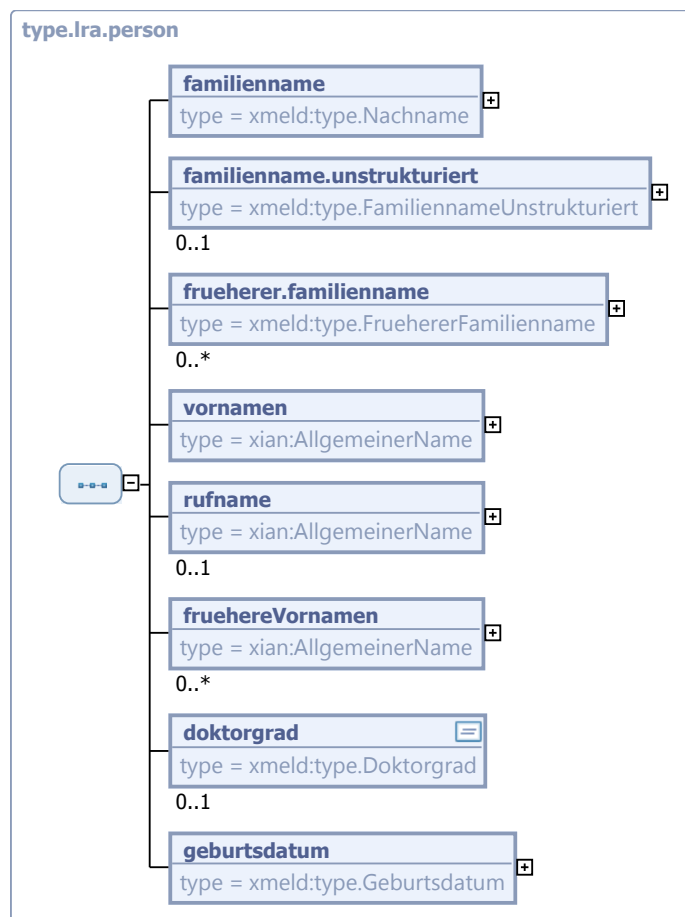 type.lra.person
familienname
type = xmeld:type.Nachname
familienname.unstrukturiert
type = xmeld:type.FamiliennameUnstrukturiert
0..1
frueherer.familienname
type = xmeld:type.FruehererFamilienname
0..*
vornamen
type = xian:AllgemeinerName
rufname
type = xian:AllgemeinerName
0..1
fruehereVornamen
type = xian:AllgemeinerName
0..*
doktorgrad
type = xmeld:type.Doktorgrad
0..1
geburtsdatum
type = xmeld:type.Geburtsdatum